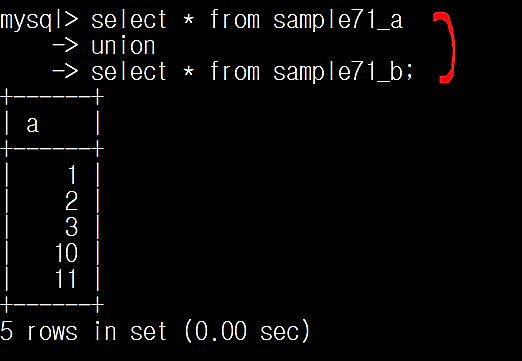 mysql> select * from sample71_a
    -> union
    -> select * from sample71_b;
+------+
| a    |
+------+
|    1 |
|    2 |
|    3 |
|   10 |
|   11 |
+------+
5 rows in set (0.00 sec)